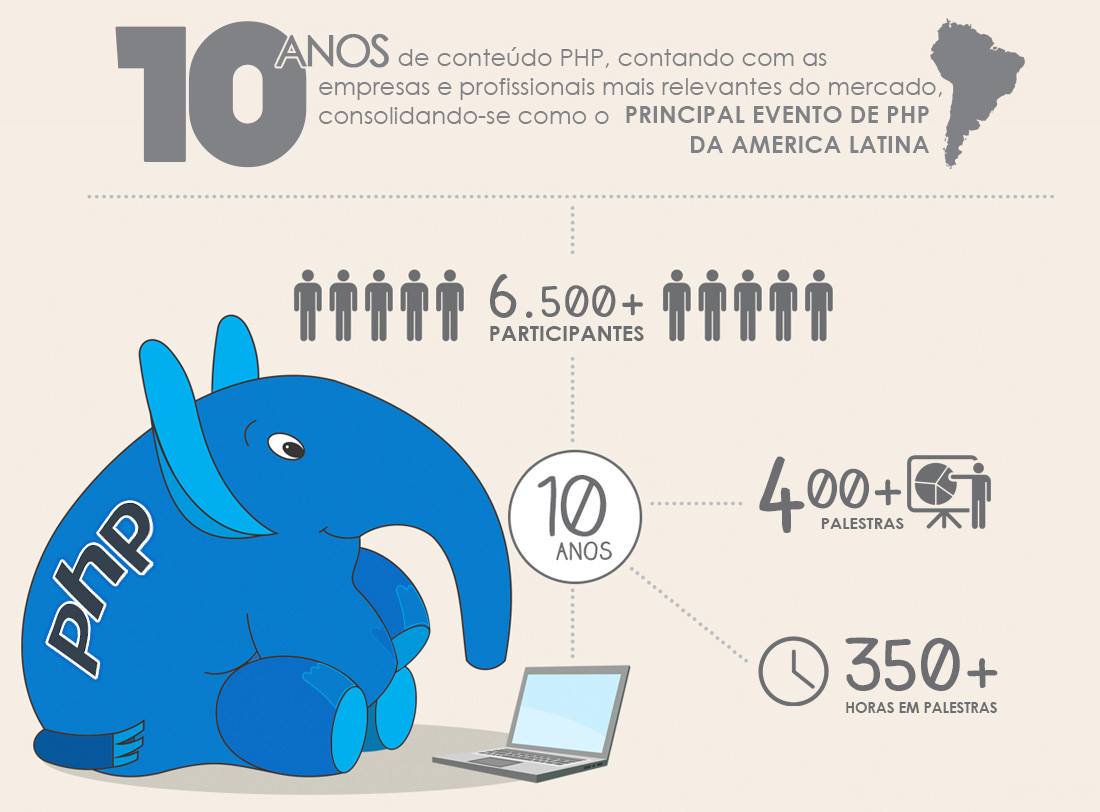 10 ANOS de conteúdo PHP, contando com as
empresas e profissionais mais relevantes do mercado,
consolidando-se como o PRINCIPAL EVENTO DE PHP
DA AMERICA LATINA
6.500+
PARTICIPANTES
10
ANOS
400+
PALESTRAS
350+
HORAS EM PALESTRAS
php